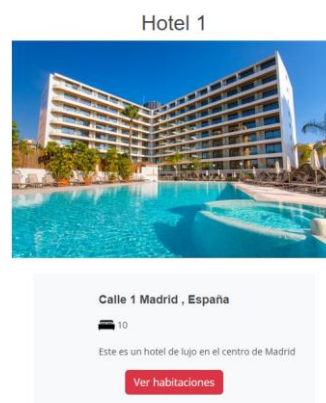 Hotel 1
Calle 1 Madrid , España
10
Este es un hotel de lujo en el centro de Madrid
Ver habitaciones